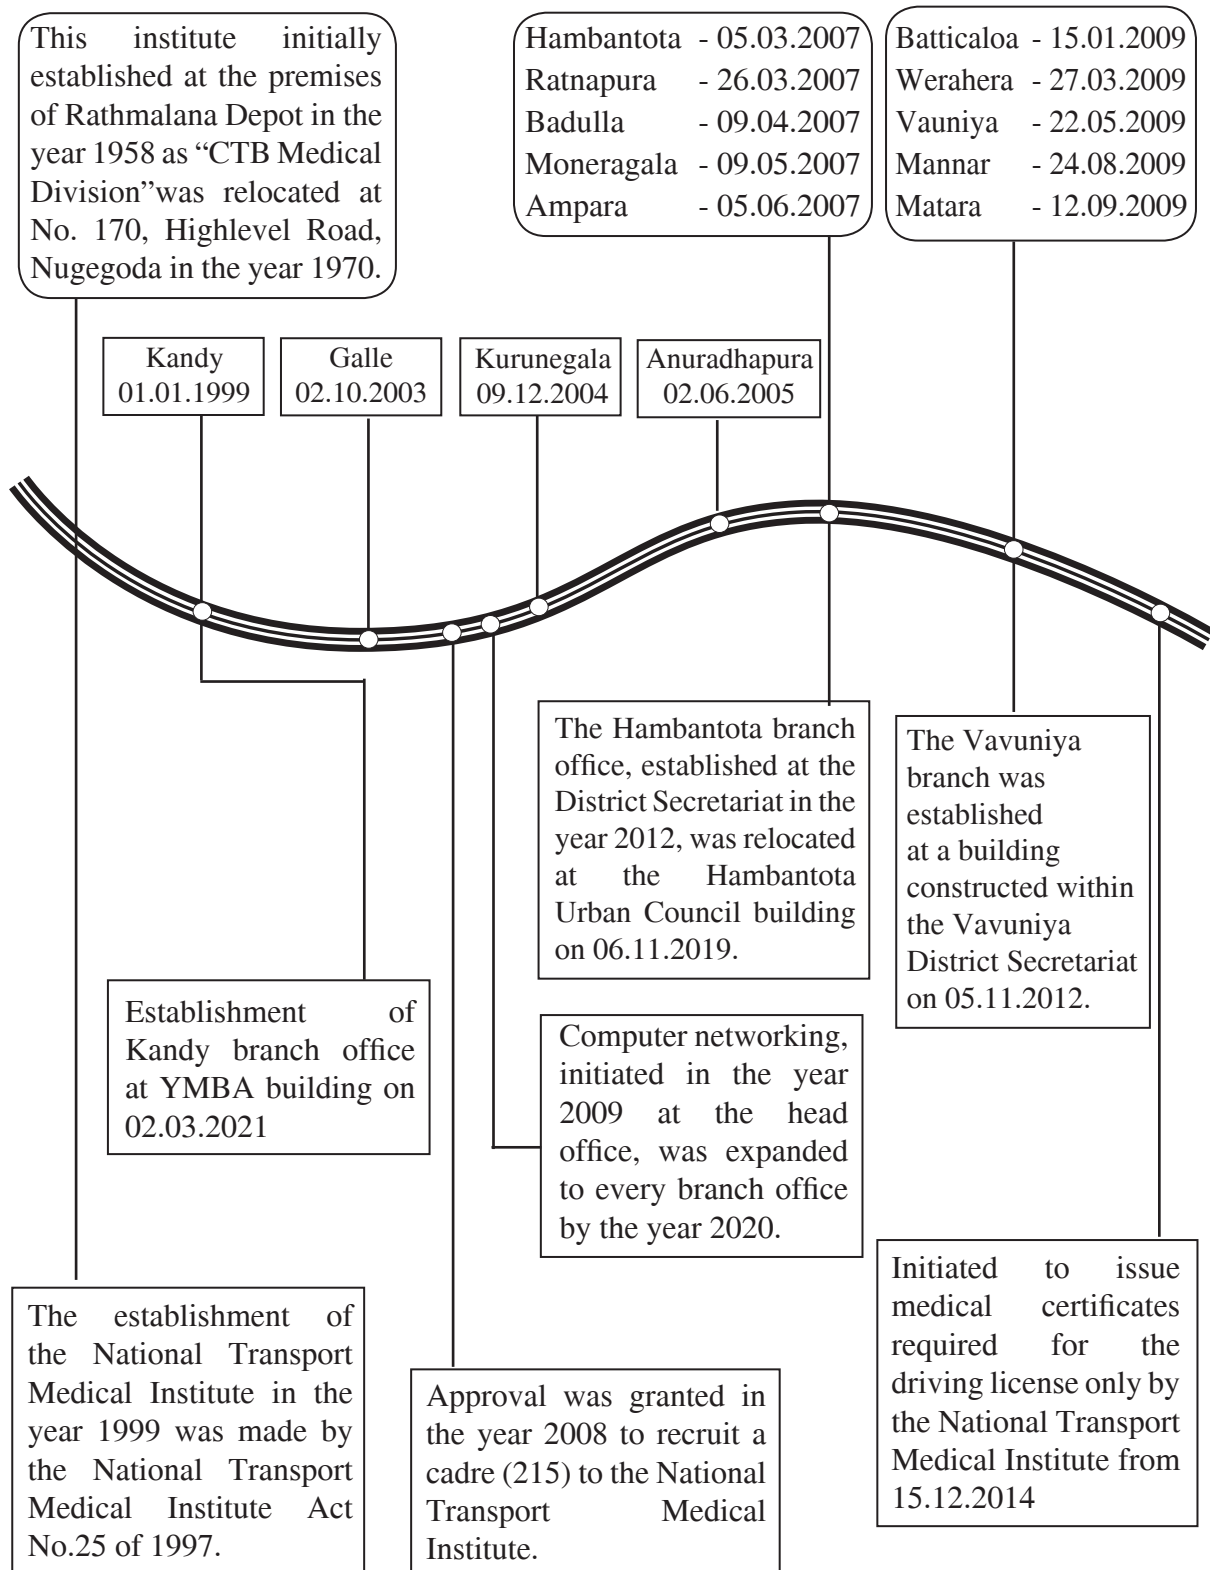 This institute initially
established at the premises
of Rathmalana Depot in the
year 1958 as “CTB Medical
Division”was relocated at
No. 170, Highlevel Road,
Nugegoda in the year 1970.
Hambantota - 05.03.2007
Ratnapura - 26.03.2007
Badulla - 09.04.2007
Moneragala - 09.05.2007
Ampara - 05.06.2007
Batticaloa - 15.01.2009
Werahera - 27.03.2009
Vauniya - 22.05.2009
Mannar - 24.08.2009
Matara - 12.09.2009
Kandy
01.01.1999
Galle
02.10.2003
Kurunegala
09.12.2004
Anuradhapura
02.06.2005
The Hambantota branch
office, established at the
District Secretariat in the
year 2012, was relocated
at the Hambantota
Urban Council building
on 06.11.2019.
The Vavuniya
branch was
established
at a building
constructed within
the Vavuniya
District Secretariat
on 05.11.2012.
Establishment of
Kandy branch office
at YMBA building on
02.03.2021
Computer networking,
initiated in the year
2009 at the head
office, was expanded
to every branch office
by the year 2020.
The establishment of
the National Transport
Medical Institute in the
year 1999 was made by
the National Transport
Medical Institute Act
No.25 of 1997.
Approval was granted in
the year 2008 to recruit a
cadre (215) to the National
Transport Medical
Institute.
Initiated to issue
medical certificates
required for the
driving license only by
the National Transport
Medical Institute from
15.12.2014